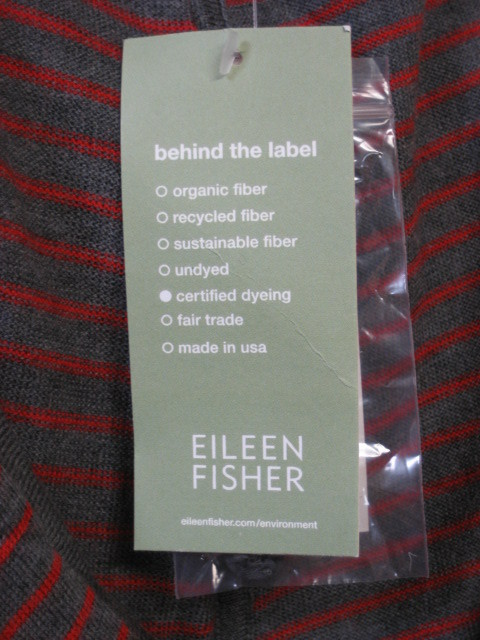 behind the label
organic fiber
recycled fiber
sustainable fiber
undyed
certified dyeing
fair trade
made in usa
EILEEN
FISHER
eileenfisher.com/environment